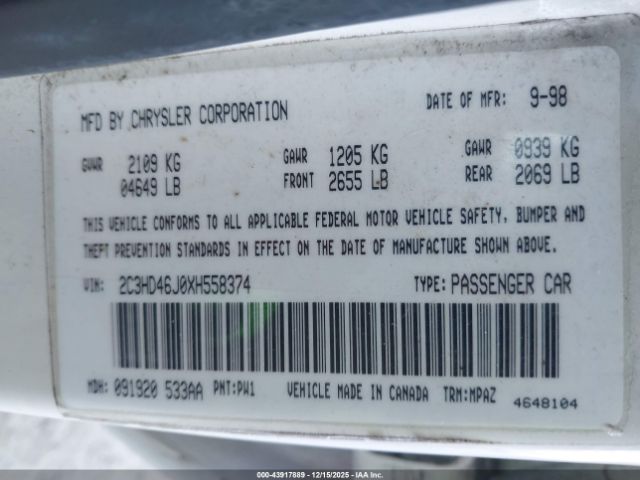 MFD BY CHRYSLER CORPORATION DATE OF MFR: 9-98
GVWR 2109 KG GAWR 1205 KG GAWR 0939 KG
04649 LB FRONT 2655 LB REAR 2069 LB
THIS VEHICLE CONFORMS TO ALL APPLICABLE FEDERAL MOTOR VEHICLE SAFETY, BUMPER AND
THEFT PREVENTION STANDARDS IN EFFECT ON THE DATE OF MANUFACTURE SHOWN ABOVE.
VIN: 2C3HD46J0XH558374 TYPE: PASSENGER CAR
MDH: 091920 533AA PNT:PW1 VEHICLE MADE IN CANADA TRM:MPAZ 4648104
000-43917889 - 12/15/2025 - IAA Inc.